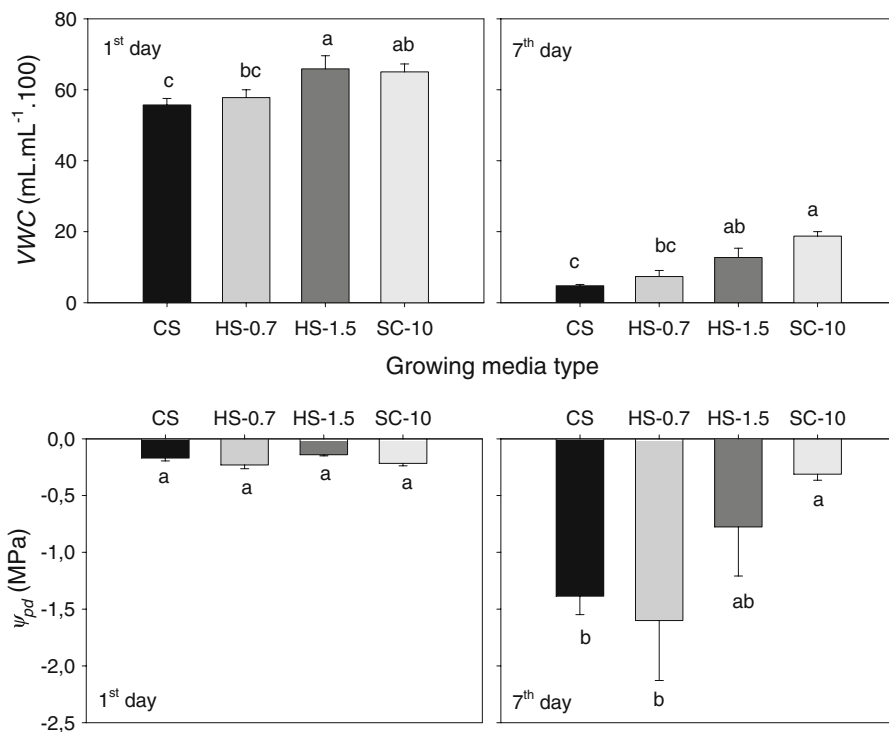 80
60
40
20
0
VWC (mL.mL⁻¹.100)
1ˢᵗ day
c bc a ab
CS HS-0.7 HS-1.5 SC-10
7ᵗʰ day
c bc ab a
CS HS-0.7 HS-1.5 SC-10
Growing media type
CS HS-0.7 HS-1.5 SC-10
0,0
-0,5
-1,0
-1,5
-2,0
-2,5
Ψpd (MPa)
a a a a
1ˢᵗ day
CS HS-0.7 HS-1.5 SC-10
b b ab a
7ᵗʰ day